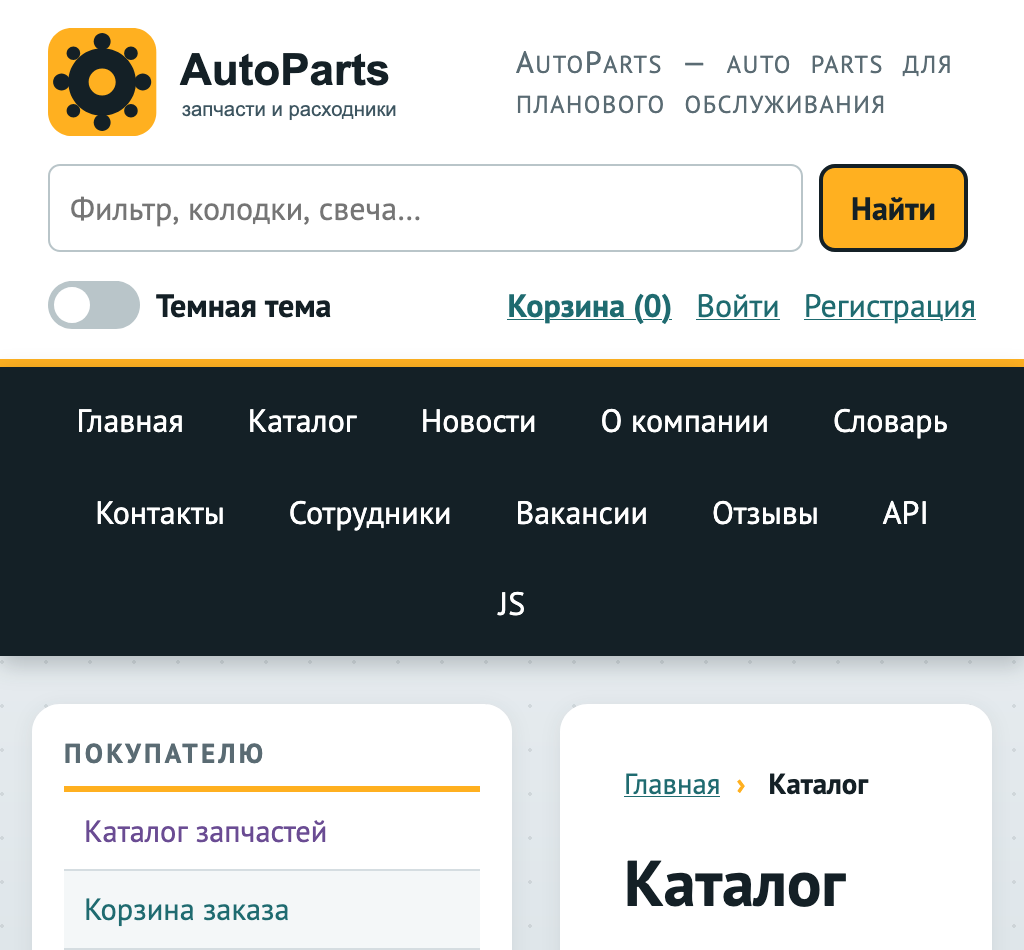 AutoParts
запчасти и расходники
AutoParts — auto parts для
планового обслуживания
Фильтр, колодки, свеча...
Найти
Темная тема
Корзина (0) Войти Регистрация
Главная Каталог Новости О компании Словарь
Контакты Сотрудники Вакансии Отзывы API
JS
ПОКУПАТЕЛЮ
Каталог запчастей
Корзина заказа
Главная › Каталог
Каталог